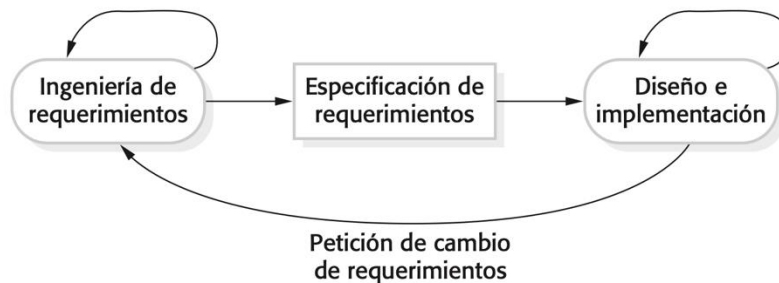 Ingeniería de
requerimientos
Especificación de
requerimientos
Diseño e
implementación
Petición de cambio
de requerimientos